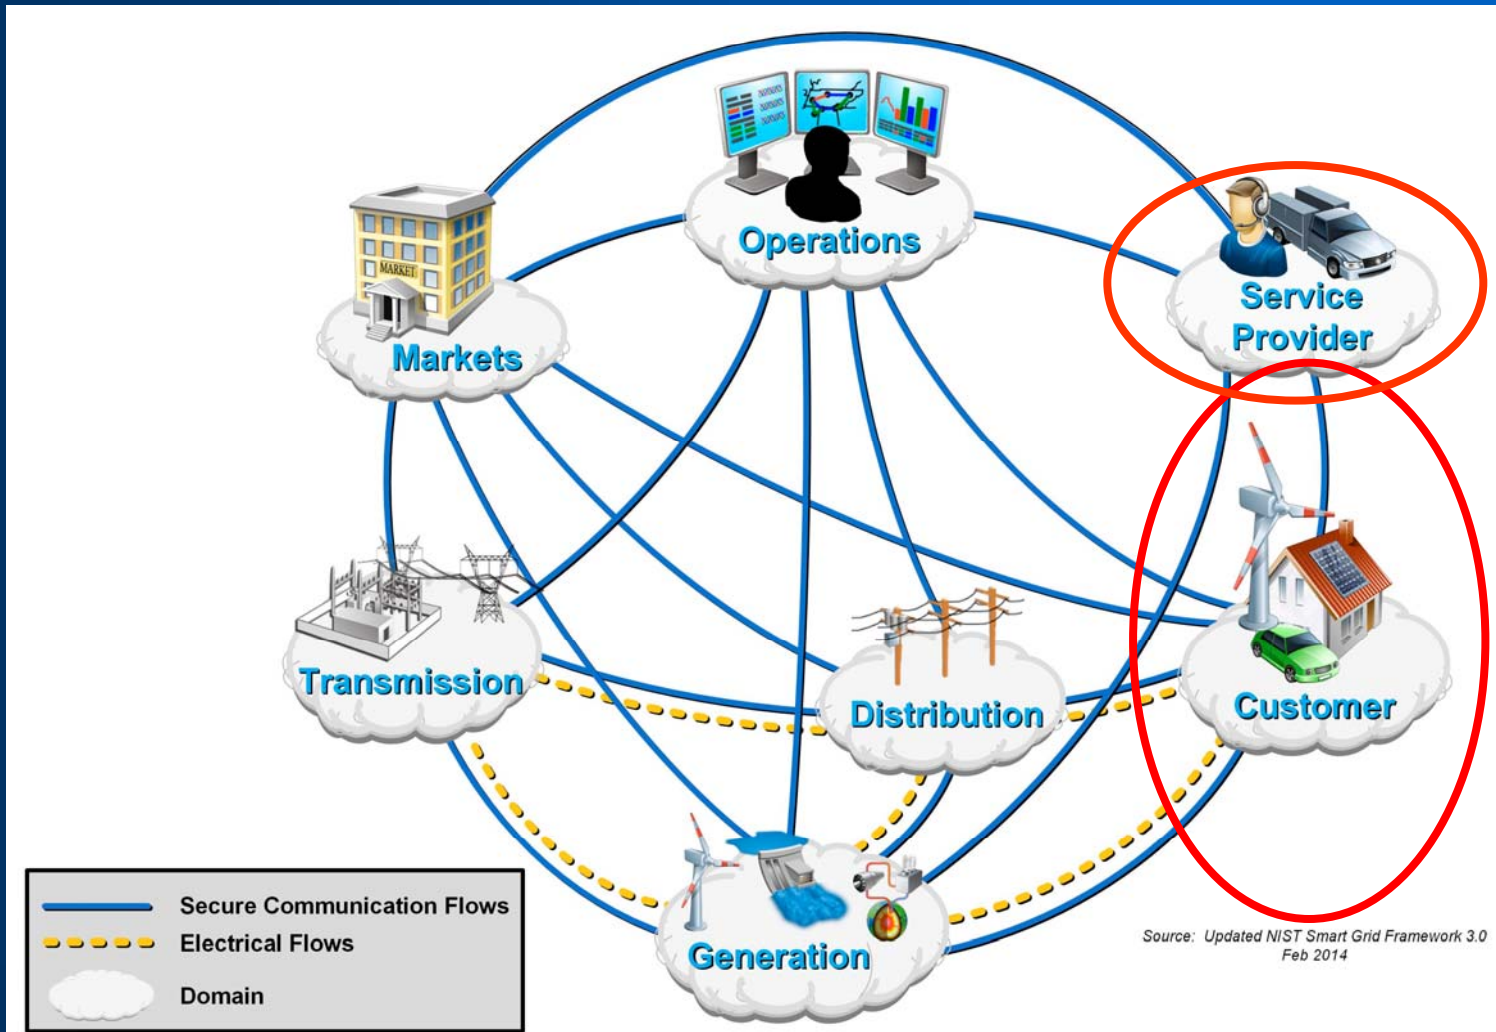 Operations
MARKET
Markets
Service
Provider
Transmission
Distribution
Customer
Generation
Secure Communication Flows
Electrical Flows
Domain
Source: Updated NIST Smart Grid Framework 3.0
Feb 2014